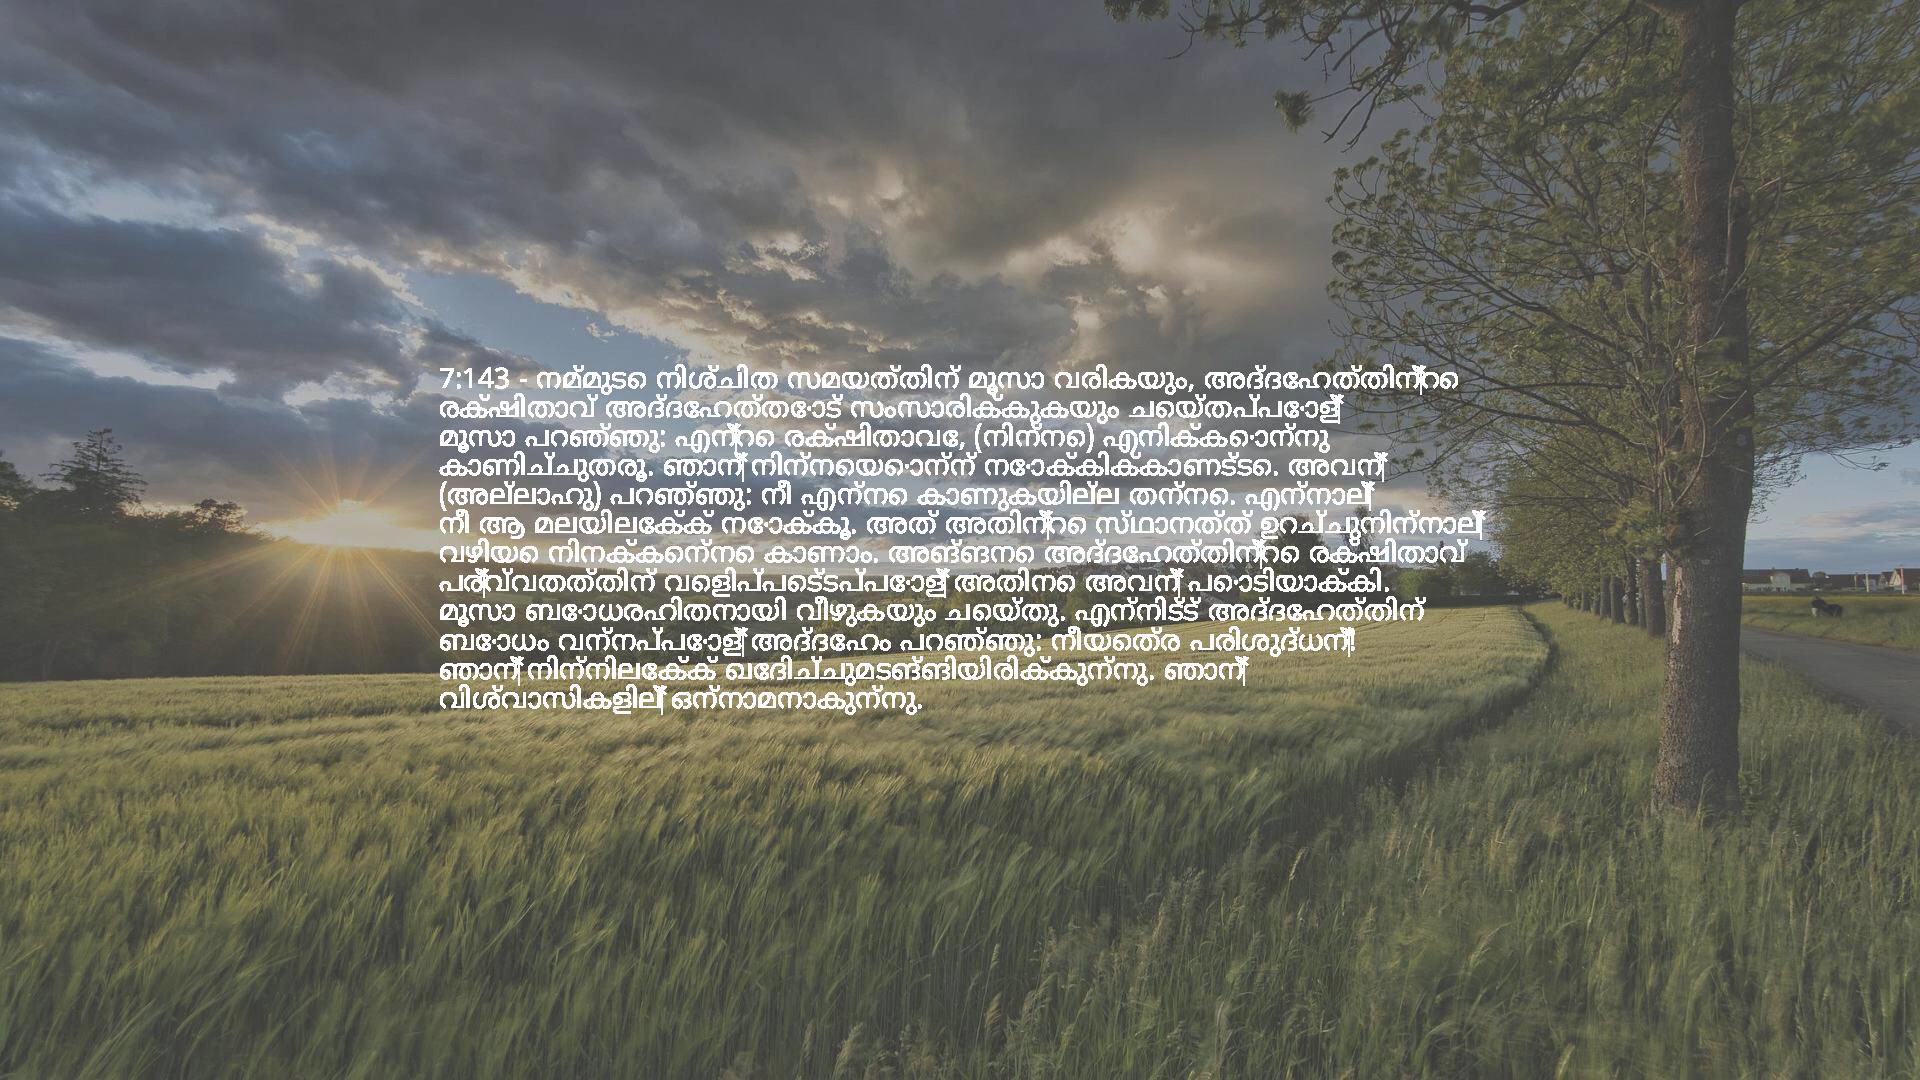 7:143 - നമ്മുടെ നിശ്ചിത സമയത്തിന് മൂസാ വരികയും, അദ്ദേഹത്തിന്‍റെ
രക്ഷിതാവ് അദ്ദേഹത്തോട് സംസാരിക്കുകയും ചെയ്തപ്പോള്‍
മൂസാ പറഞ്ഞു: എന്‍റെ രക്ഷിതാവേ, (നിന്നെ) എനിക്കൊന്നു
കാണിച്ചുതരൂ. ഞാന്‍ നിന്നയെൊന്ന് നോക്കിക്കാണട്ടെ. അവന്‍
(അല്ലാഹു) പറഞ്ഞു: നീ എന്നെ കാണുകയില്ല തന്നെ. എന്നാല്‍
നീ ആ മലയിലേക്ക് നോക്കൂ. അത് അതിന്‍റെ സ്ഥാനത്ത് ഉറച്ചുനിന്നാല്‍
വഴിയെ നിനക്കെന്നെ കാണാം. അങ്ങനെ അദ്ദേഹത്തിന്‍റെ രക്ഷിതാവ്
പര്‍വ്വതത്തിന് വെളിപ്പെട്ടപ്പോള്‍ അതിനെ അവന്‍ പൊടിയാക്കി.
മൂസാ ബോധരഹിതനായി വീഴുകയും ചെയ്തു. എന്നിട്ട് അദ്ദേഹത്തിന്
ബോധം വന്നപ്പോള്‍ അദ്ദേഹം പറഞ്ഞു: നീയെത്ര പരിശുദ്ധന്‍!
ഞാന്‍ നിന്നിലേക്ക് ഖേദിച്ചുമടങ്ങിയിരിക്കുന്നു. ഞാന്‍
വിശ്വാസികളില്‍ ഒന്നാമനാകുന്നു.